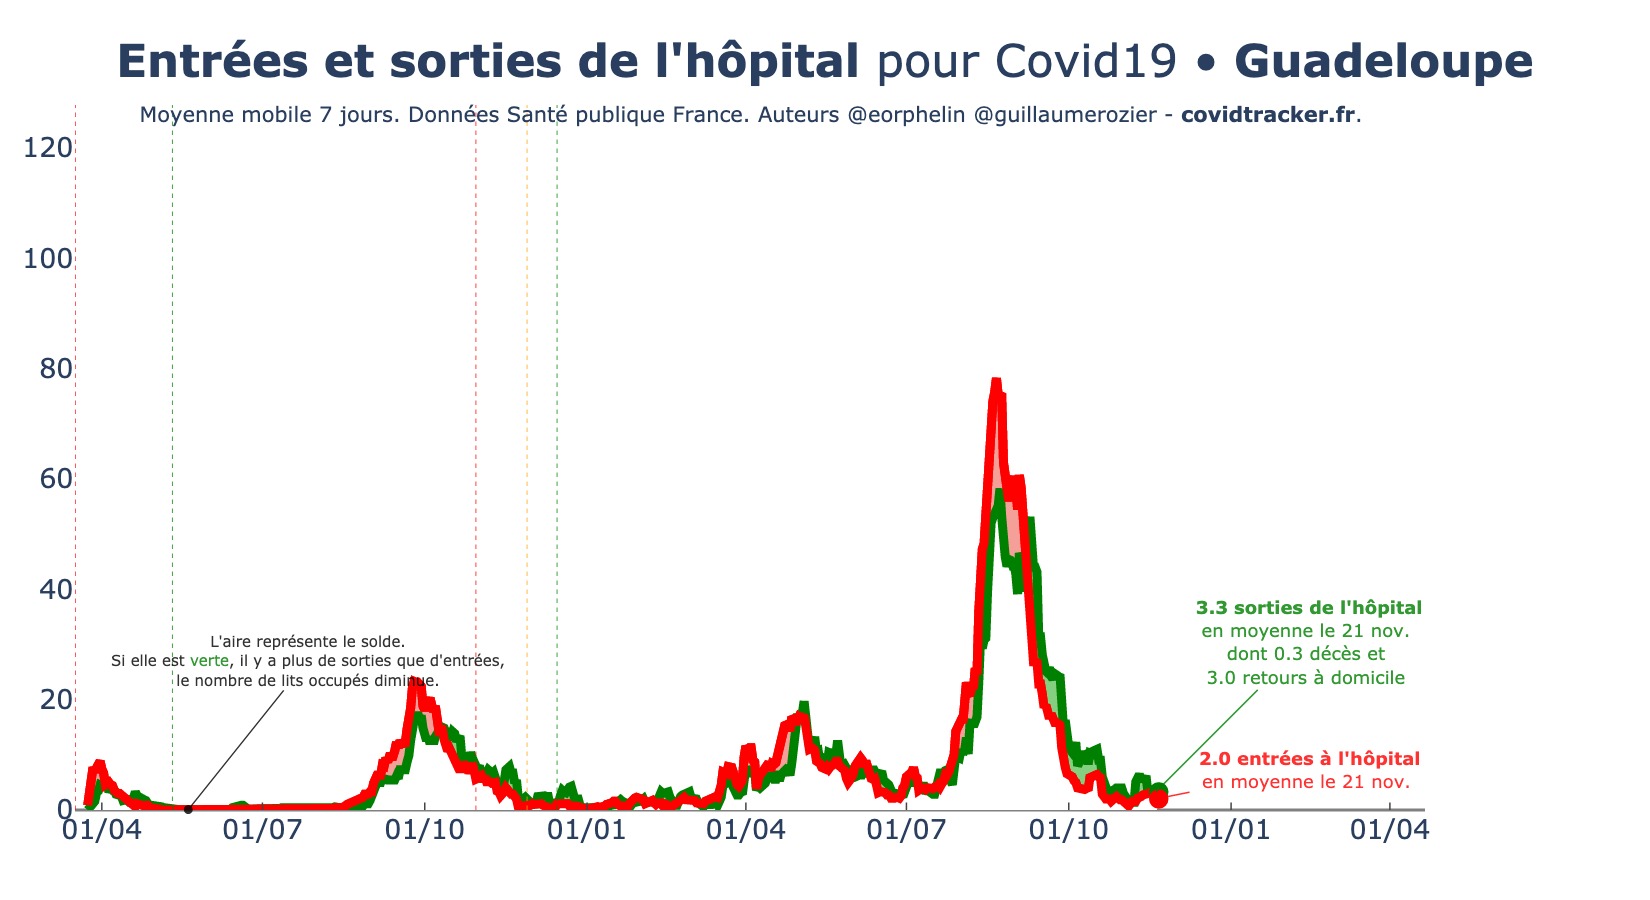 Entrées et sorties de l'hôpital pour Covid19 • Guadeloupe
Moyenne mobile 7 jours. Données Santé publique France. Auteurs @eorphelin @guillaumerozier - covidtracker.fr.
120
100
80
60
40
20
0
L'aire représente le solde.
Si elle est verte, il y a plus de sorties que d'entrées,
le nombre de lits occupés diminue.
3.3 sorties de l'hôpital
en moyenne le 21 nov.
dont 0.3 décès et
3.0 retours à domicile
2.0 entrées à l'hôpital
en moyenne le 21 nov.
01/04 01/07 01/10 01/01 01/04 01/07 01/10 01/01 01/04